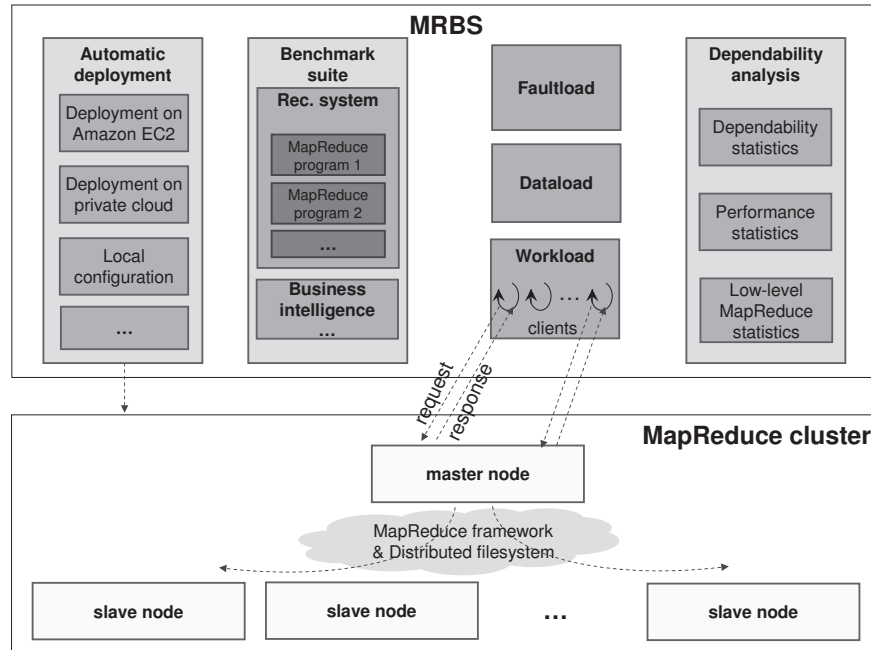 MRBS
Automatic
deployment
Deployment on
Amazon EC2
Deployment on
private cloud
Local
configuration
...
Benchmark
suite
Rec. system
MapReduce
program 1
MapReduce
program 2
...
Business
intelligence
...
Faultload
Dataload
Workload
...
clients
Dependability
analysis
Dependability
statistics
Performance
statistics
Low-level
MapReduce
statistics
request
response
MapReduce cluster
master node
MapReduce framework
& Distributed filesystem
slave node
slave node
...
slave node